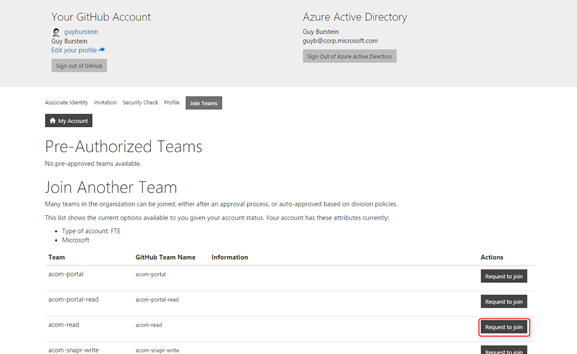 Your GitHub Account
guyburstein
Guy Burstein
Edit your profile
Sign out of GitHub
Azure Active Directory
Guy Burstein
guyb@corp.microsoft.com
Sign Out of Azure Active Directory
Associate Identity Invitation Security Check Profile Join Teams
My Account
Pre-Authorized Teams
No pre-approved teams available.
Join Another Team
Many teams in the organization can be joined, either after an approval process, or auto-approved based on division policies.
This list shows the current options available to you given your account status. Your account has these attributes currently:
Type of account: FTE
Microsoft
Team GitHub Team Name Information Actions
acom-portal acom-portal Request to join
acom-portal-read acom-portal-read Request to join
acom-read acom-read Request to join
acom-snapr-write acom-snapr-write Request to join